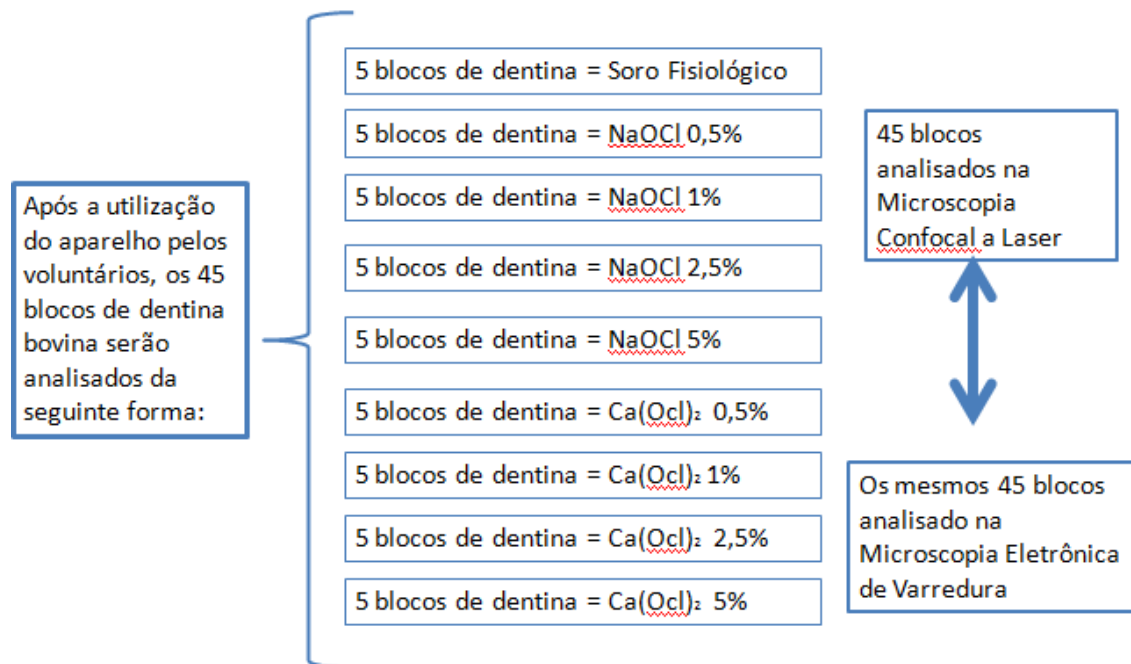 Após a utilização
do aparelho pelos
voluntários, os 45
blocos de dentina
bovina serão
analisados da
seguinte forma:
5 blocos de dentina = Soro Fisiológico
5 blocos de dentina = NaOCl 0,5%
5 blocos de dentina = NaOCl 1%
5 blocos de dentina = NaOCl 2,5%
5 blocos de dentina = NaOCl 5%
5 blocos de dentina = Ca(Ocl)₂ 0,5%
5 blocos de dentina = Ca(Ocl)₂ 1%
5 blocos de dentina = Ca(Ocl)₂ 2,5%
5 blocos de dentina = Ca(Ocl)₂ 5%
45 blocos
analisados na
Microscopia
Confocal a Laser
Os mesmos 45 blocos
analisado na
Microscopia Eletrônica
de Varredura